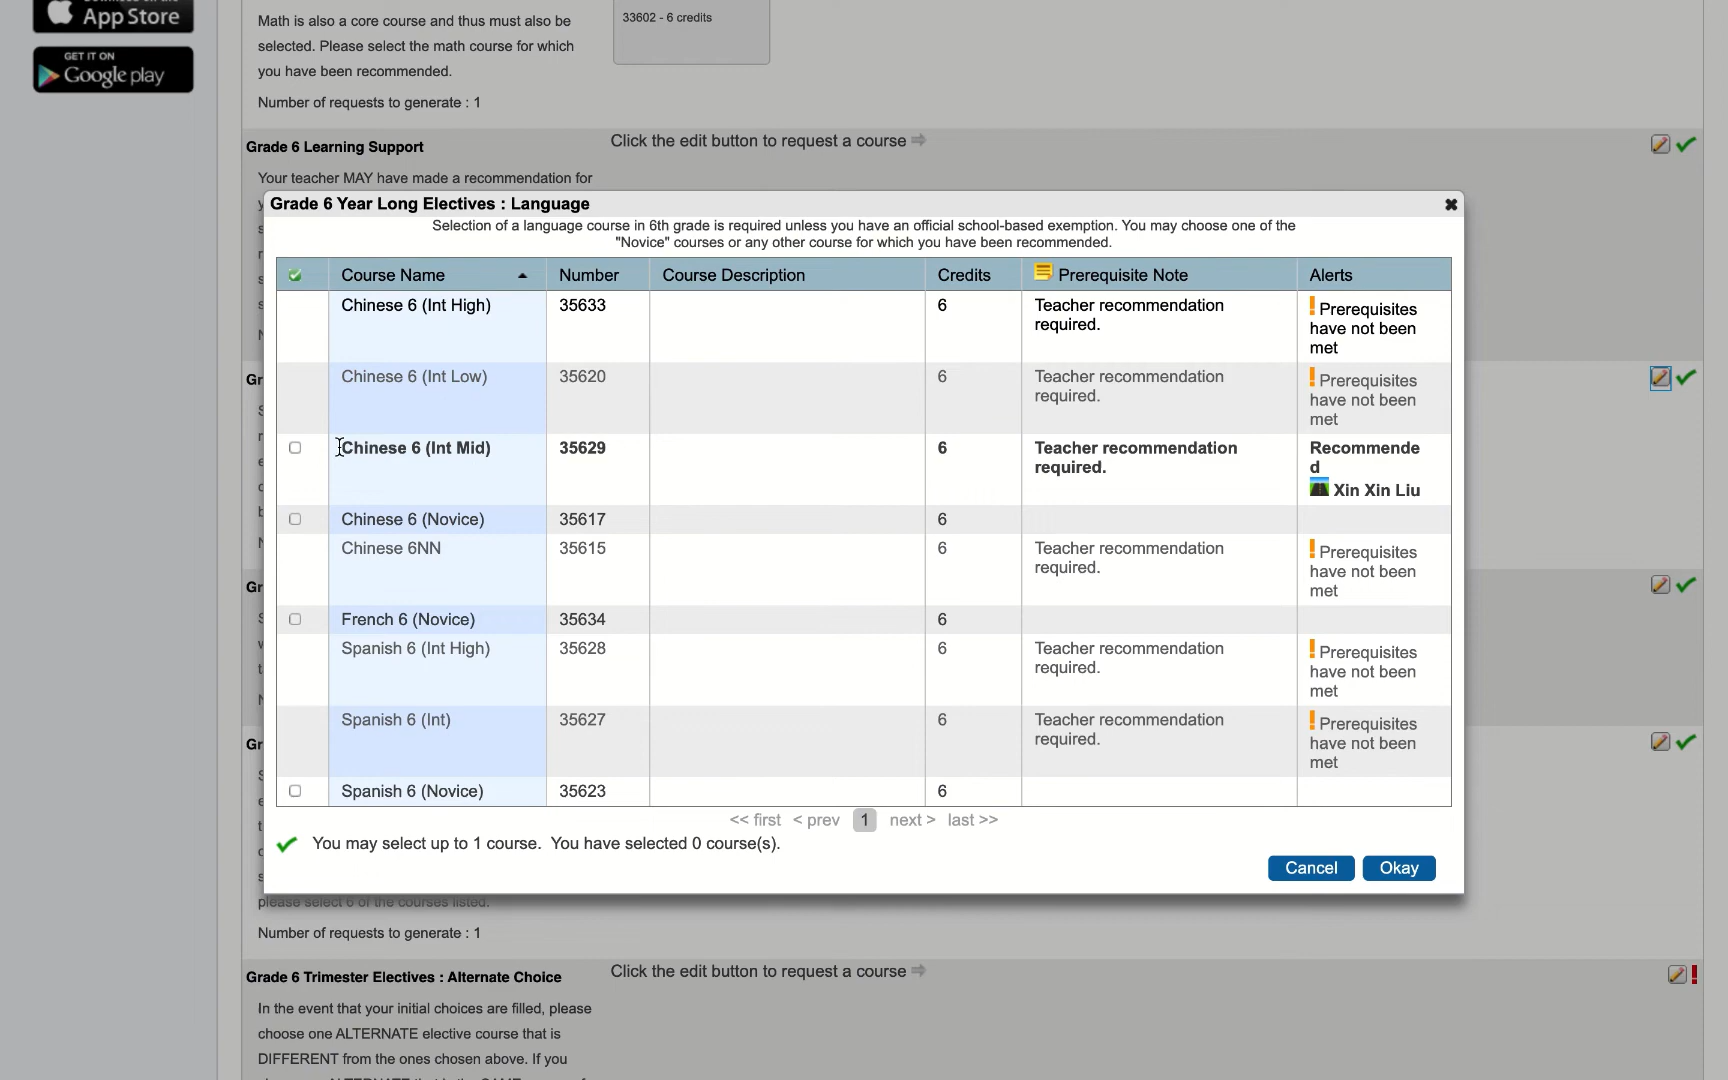 App Store
GET IT ON
Google play
Math is also a core course and thus must also be
selected. Please select the math course for which
you have been recommended.
Number of requests to generate : 1
33602 - 6 credits
Grade 6 Learning Support
Click the edit button to request a course
Your teacher MAY have made a recommendation for
Grade 6 Year Long Electives : Language
Selection of a language course in 6th grade is required unless you have an official school-based exemption. You may choose one of the
"Novice" courses or any other course for which you have been recommended.
Course Name Number Course Description Credits Prerequisite Note Alerts
Chinese 6 (Int High) 35633 6 Teacher recommendation
required.
! Prerequisites
have not been
met
Chinese 6 (Int Low) 35620 6 Teacher recommendation
required.
! Prerequisites
have not been
met
Chinese 6 (Int Mid) 35629 6 Teacher recommendation
required.
Recommende
d
Xin Xin Liu
Chinese 6 (Novice) 35617 6
Chinese 6NN 35615 6 Teacher recommendation
required.
! Prerequisites
have not been
met
French 6 (Novice) 35634 6
Spanish 6 (Int High) 35628 6 Teacher recommendation
required.
! Prerequisites
have not been
met
Spanish 6 (Int) 35627 6 Teacher recommendation
required.
! Prerequisites
have not been
met
Spanish 6 (Novice) 35623 6
<< first < prev 1 next > last >>
You may select up to 1 course. You have selected 0 course(s).
Cancel Okay
please select 6 of the courses listed.
Number of requests to generate : 1
Grade 6 Trimester Electives : Alternate Choice
Click the edit button to request a course
In the event that your initial choices are filled, please
choose one ALTERNATE elective course that is
DIFFERENT from the ones chosen above. If you